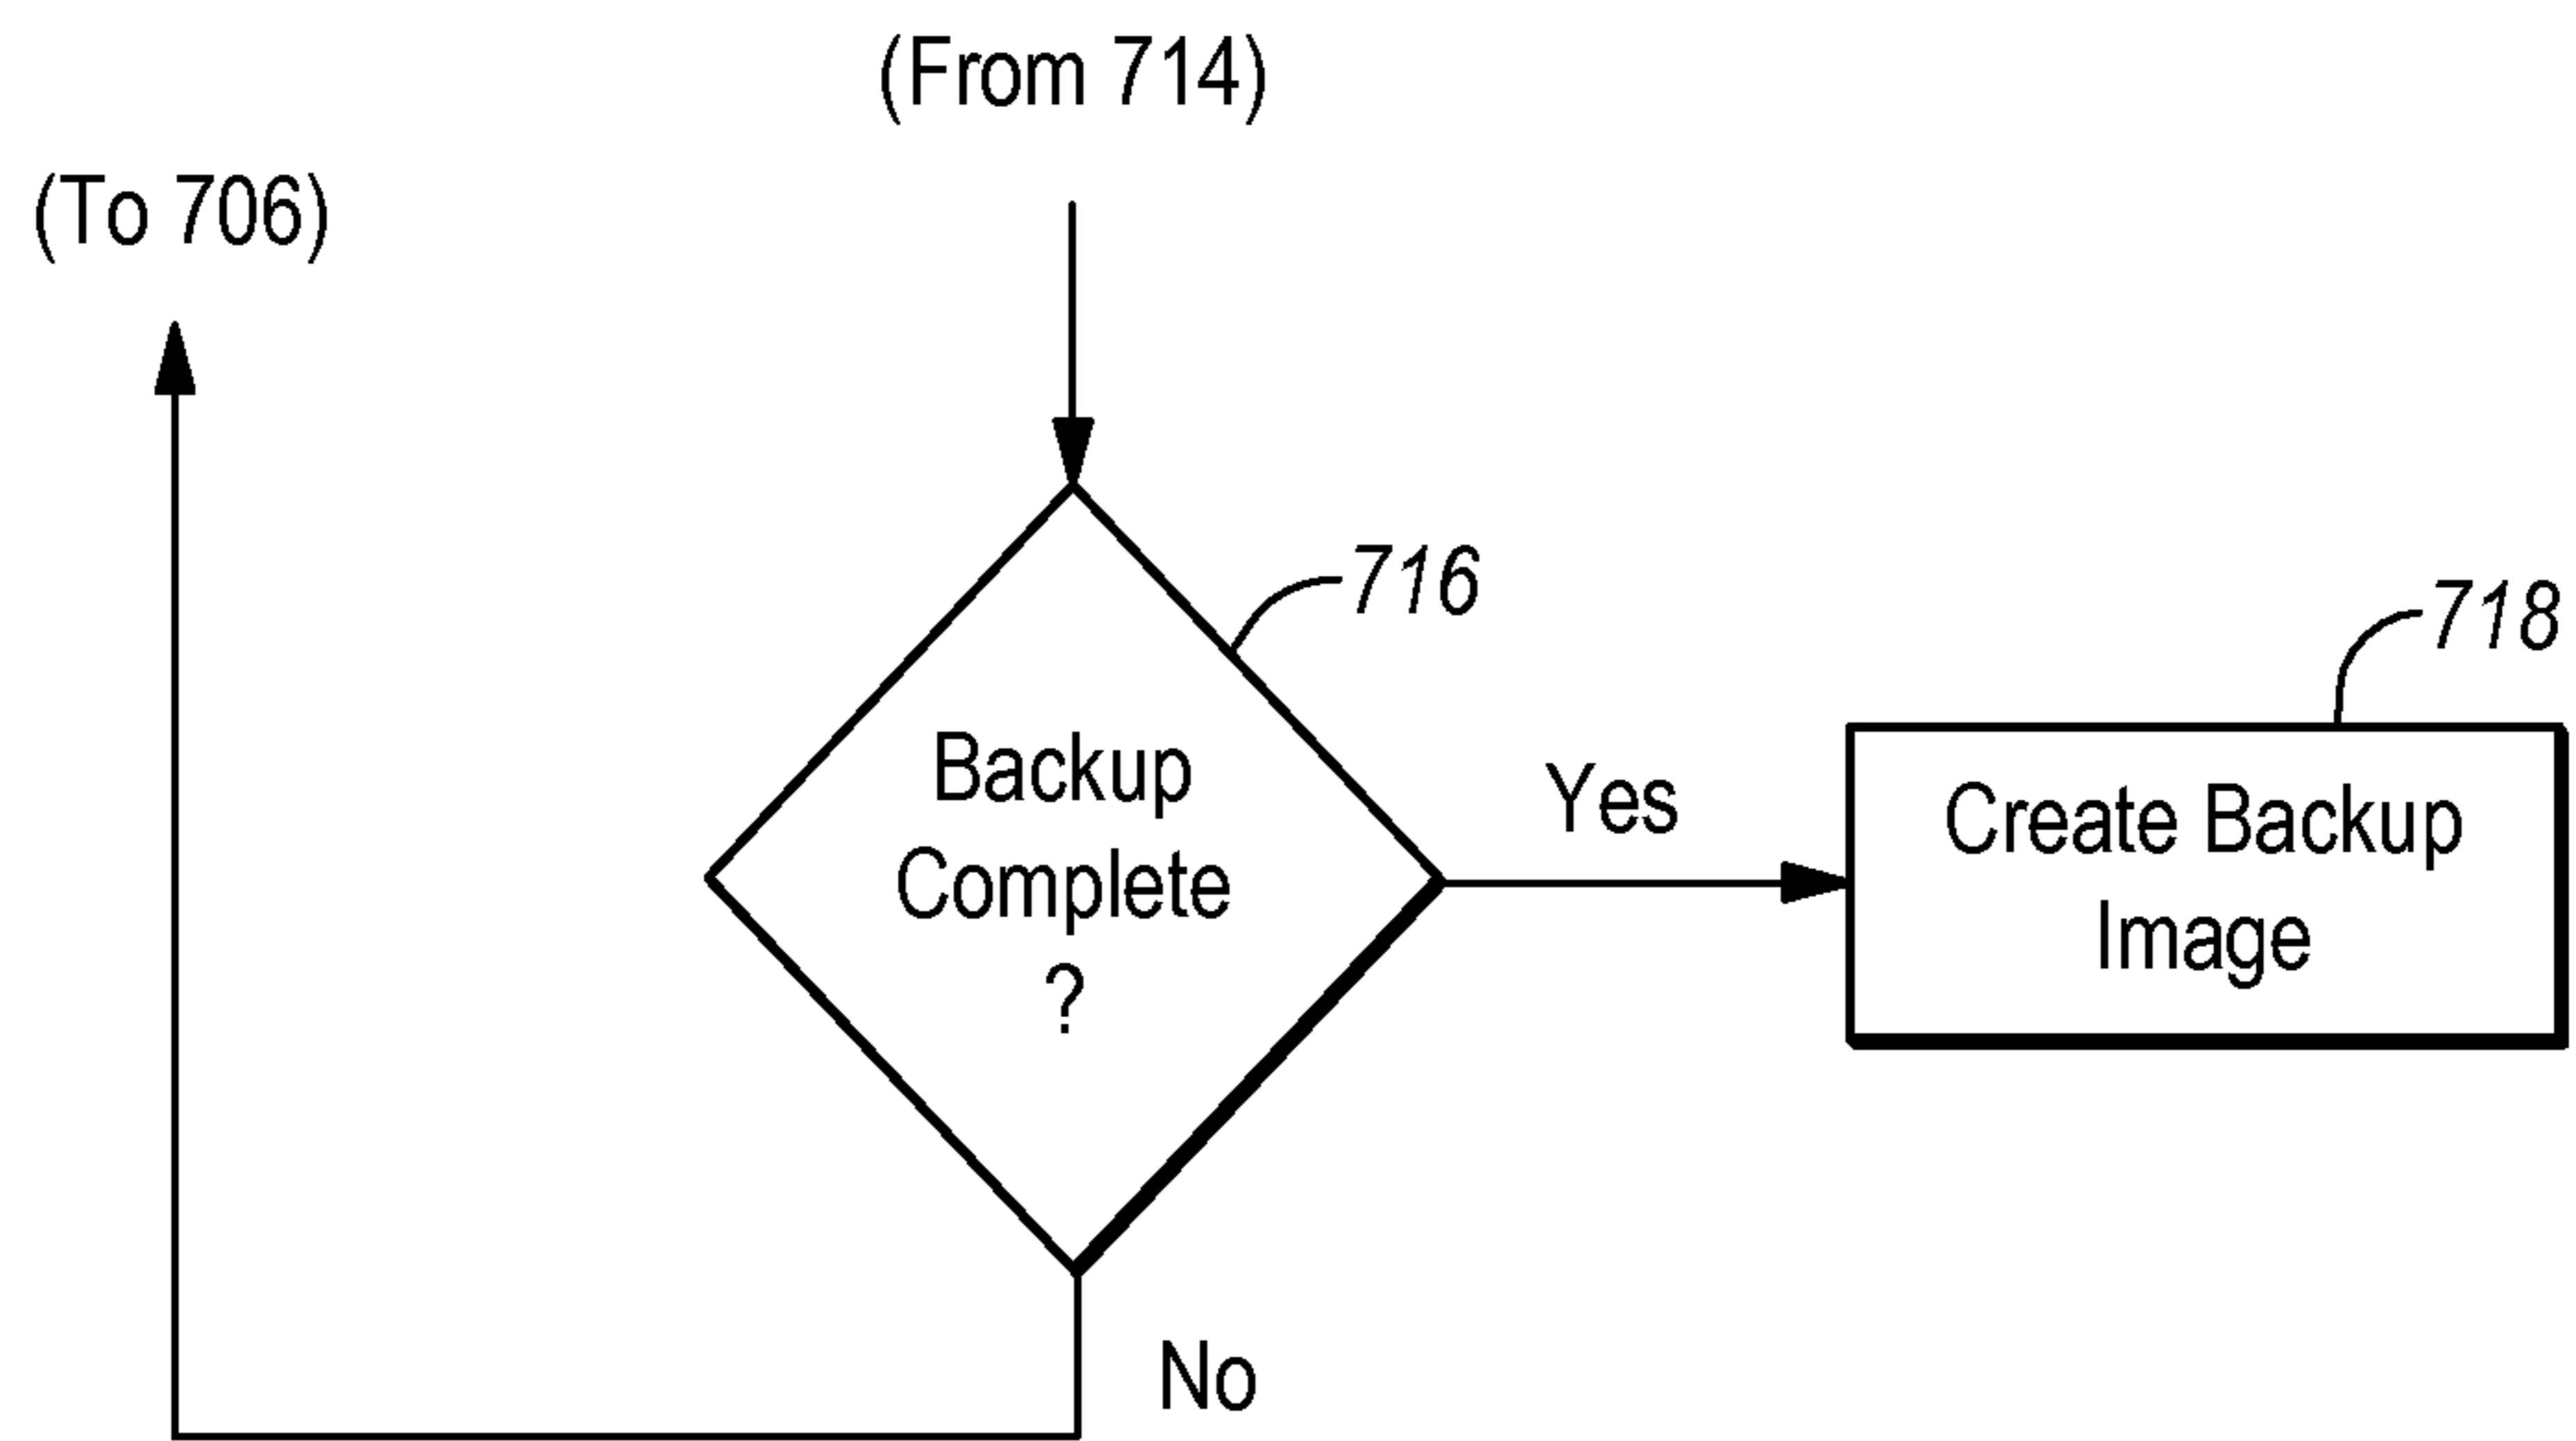 (From 714)
(To 706)
716
718
Backup
Complete
?
Yes
Create Backup
Image
No